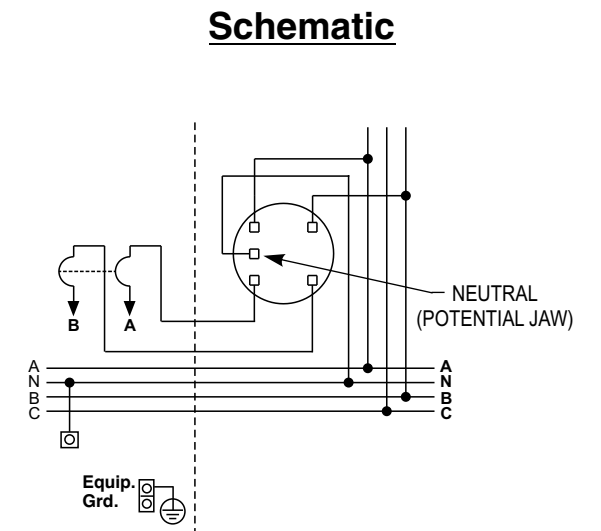 Schematic
NEUTRAL
(POTENTIAL JAW)
B
A
A
N
B
C
A
N
B
C
Equip.
Grd.